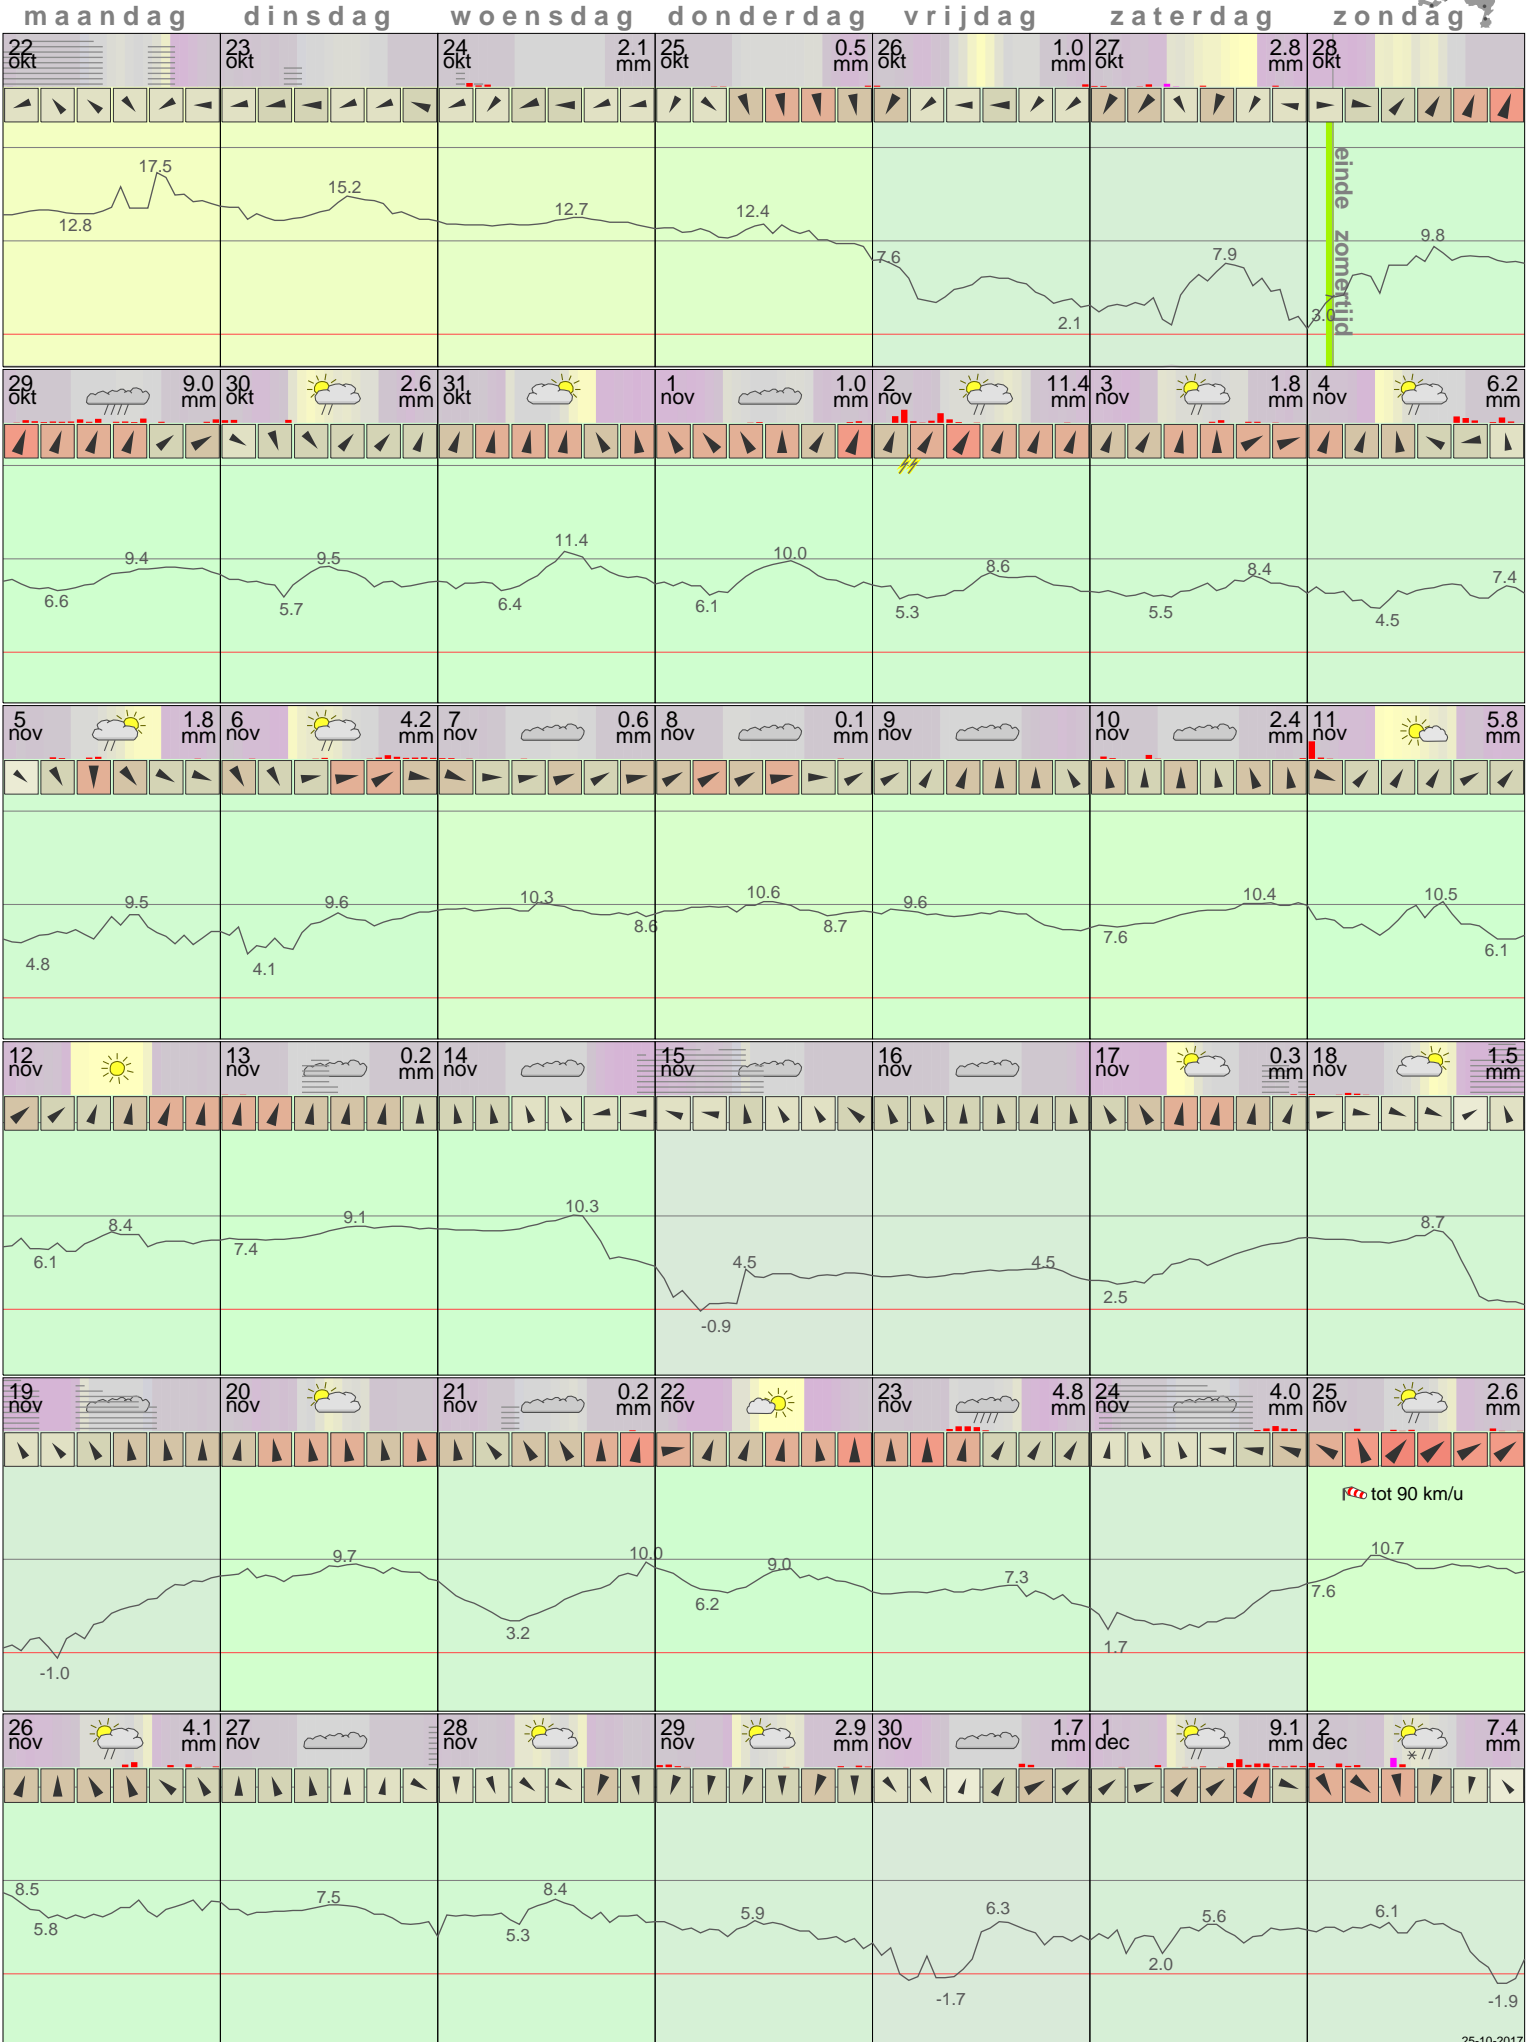 maandag dinsdag woensdag donderdag vrijdag zaterdag zondag
22 23 24 2.1 25 0.5 26 1.0 27 2.8 28
okt okt okt mm okt mm okt mm okt mm okt
17.5 15.2 12.7 12.4 7.6 7.9 9.8
12.8 2.1 3.0
einde zomertijd
29 9.0 30 2.6 31 1 1.0 2 11.4 3 1.8 4 6.2
okt mm okt mm okt nov mm nov mm nov mm nov mm
9.4 9.5 11.4 10.0 8.6 8.4 7.4
6.6 5.7 6.4 6.1 5.3 5.5 4.5
5 1.8 6 4.2 7 0.6 8 0.1 9 10 2.4 11 5.8
nov mm nov mm nov mm nov mm nov nov mm nov mm
9.5 9.6 10.3 10.6 9.6 10.4 10.5
4.8 4.1 8.6 8.7 7.6 6.1
12 13 0.2 14 15 16 17 0.3 18 1.5
nov nov mm nov nov nov nov mm nov mm
8.4 9.1 10.3 4.5 4.5 8.7
6.1 7.4 -0.9 2.5
19 20 21 0.2 22 23 4.8 24 4.0 25 2.6
nov nov nov mm nov nov mm nov mm nov mm
tot 90 km/u
9.7 10.0 9.0 7.3 10.7
-1.0 3.2 6.2 1.7 7.6
26 4.1 27 28 29 2.9 30 1.7 1 9.1 2 7.4
nov mm nov nov nov mm nov mm dec mm dec mm
8.5 7.5 8.4 5.9 6.3 5.6 6.1
5.8 5.3 -1.7 2.0 -1.9
25-10-2017